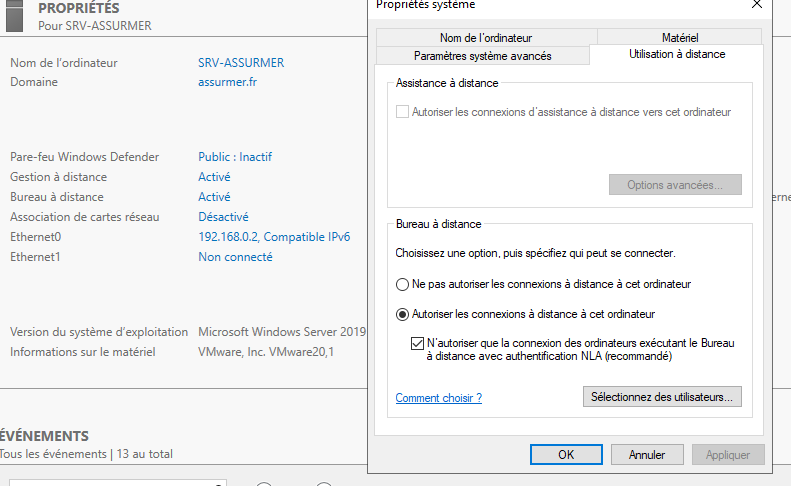 PROPRIÉTÉS
Pour SRV-ASSURMER
Nom de l'ordinateur SRV-ASSURMER
Domaine assurmer.fr
Pare-feu Windows Defender Public : Inactif
Gestion à distance Activé
Bureau à distance Activé
Association de cartes réseau Désactivé
Ethernet0 192.168.0.2, Compatible IPv6
Ethernet1 Non connecté
Version du système d'exploitation Microsoft Windows Server 2019
Informations sur le matériel VMware, Inc. VMware20,1
ÉVÉNEMENTS
Tous les événements | 13 au total
Propriétés système
Nom de l'ordinateur Matériel
Paramètres système avancés Utilisation à distance
Assistance à distance
Autoriser les connexions d'assistance à distance vers cet ordinateur
Options avancées...
Bureau à distance
Choisissez une option, puis spécifiez qui peut se connecter.
Ne pas autoriser les connexions à distance à cet ordinateur
Autoriser les connexions à distance à cet ordinateur
N'autoriser que la connexion des ordinateurs exécutant le Bureau
à distance avec authentification NLA (recommandé)
Comment choisir ? Sélectionnez des utilisateurs...
OK Annuler Appliquer